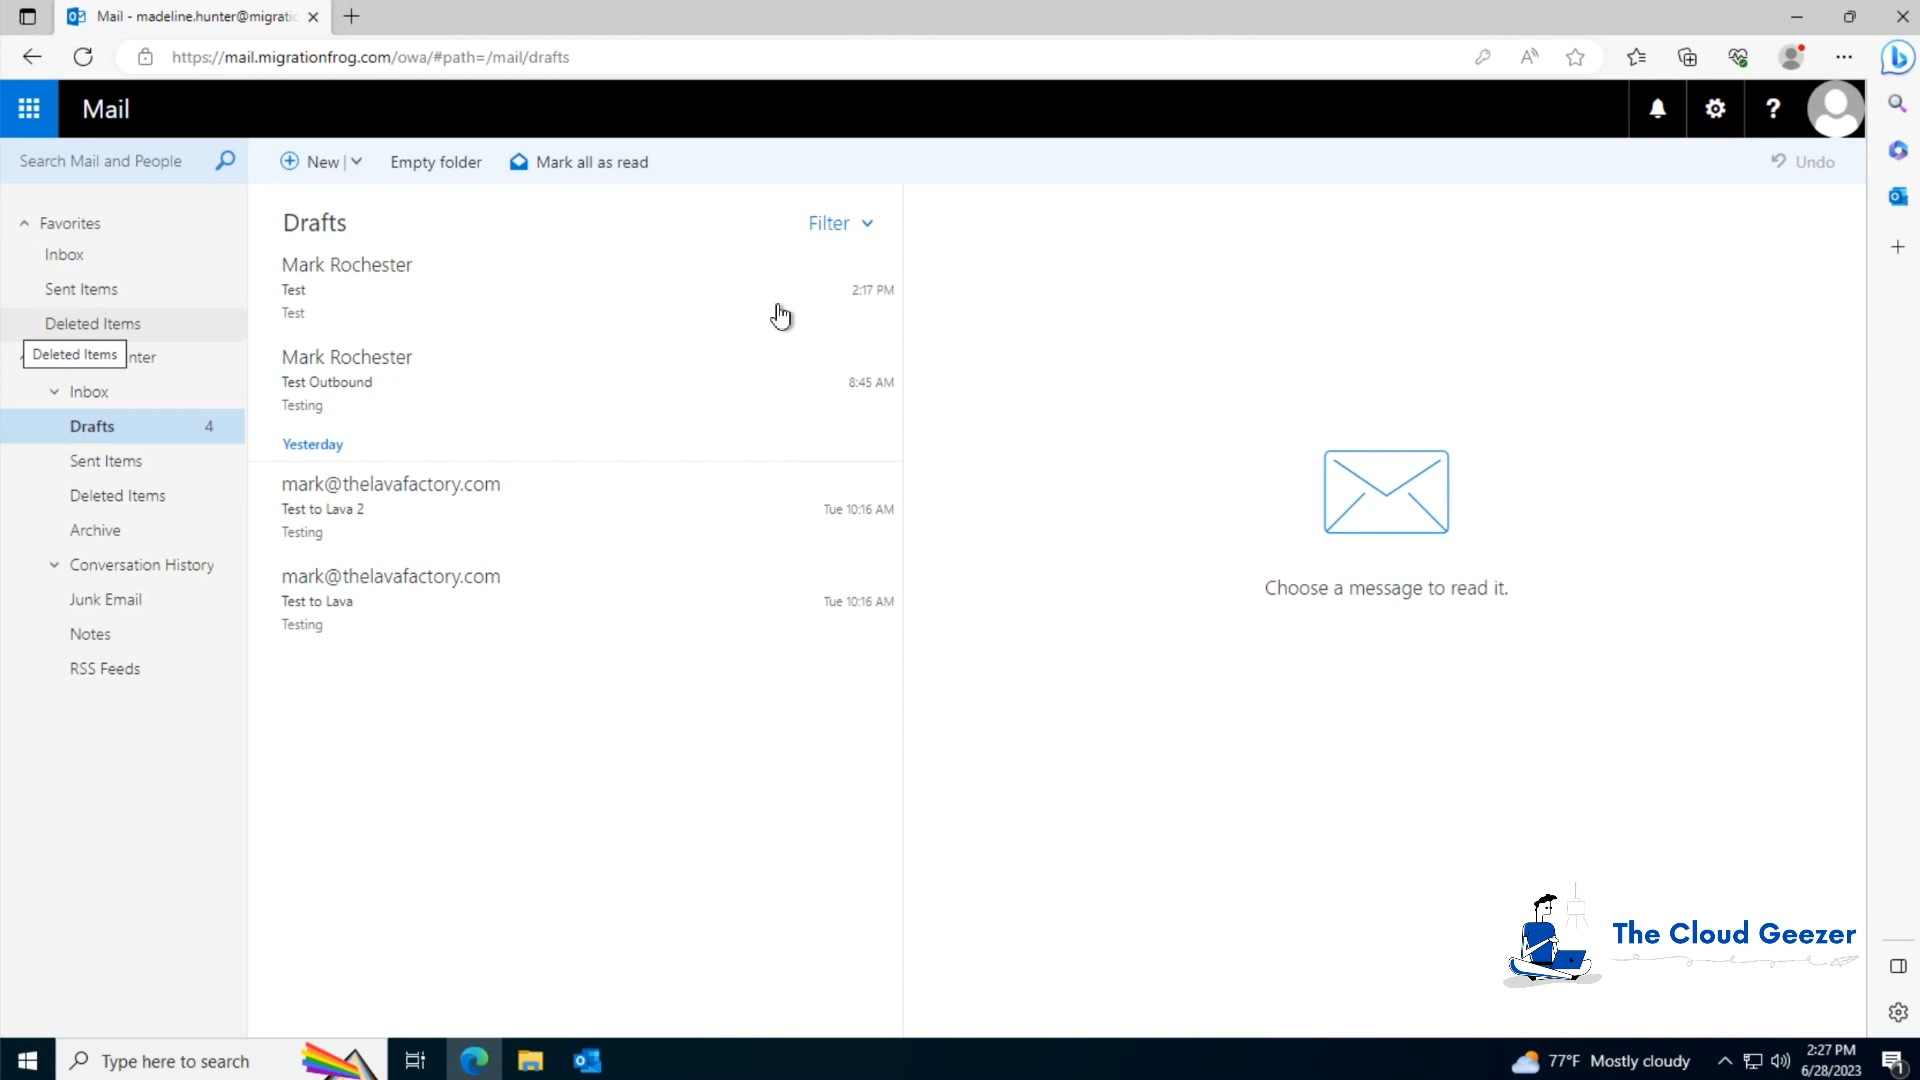 Mail - madeline.hunter@migratic
https://mail.migrationfrog.com/owa/#path=/mail/drafts
Mail
Search Mail and People
New
Empty folder
Mark all as read
Undo
Favorites
Inbox
Sent Items
Deleted Items
Deleted Items
nter
Inbox
Drafts 4
Sent Items
Deleted Items
Archive
Conversation History
Junk Email
Notes
RSS Feeds
Drafts
Filter
Mark Rochester
Test 2:17 PM
Test
Mark Rochester
Test Outbound 8:45 AM
Testing
Yesterday
mark@thelavafactory.com
Test to Lava 2 Tue 10:16 AM
Testing
mark@thelavafactory.com
Test to Lava Tue 10:16 AM
Testing
Choose a message to read it.
The Cloud Geezer
Type here to search
77°F Mostly cloudy
2:27 PM
6/28/2023
1